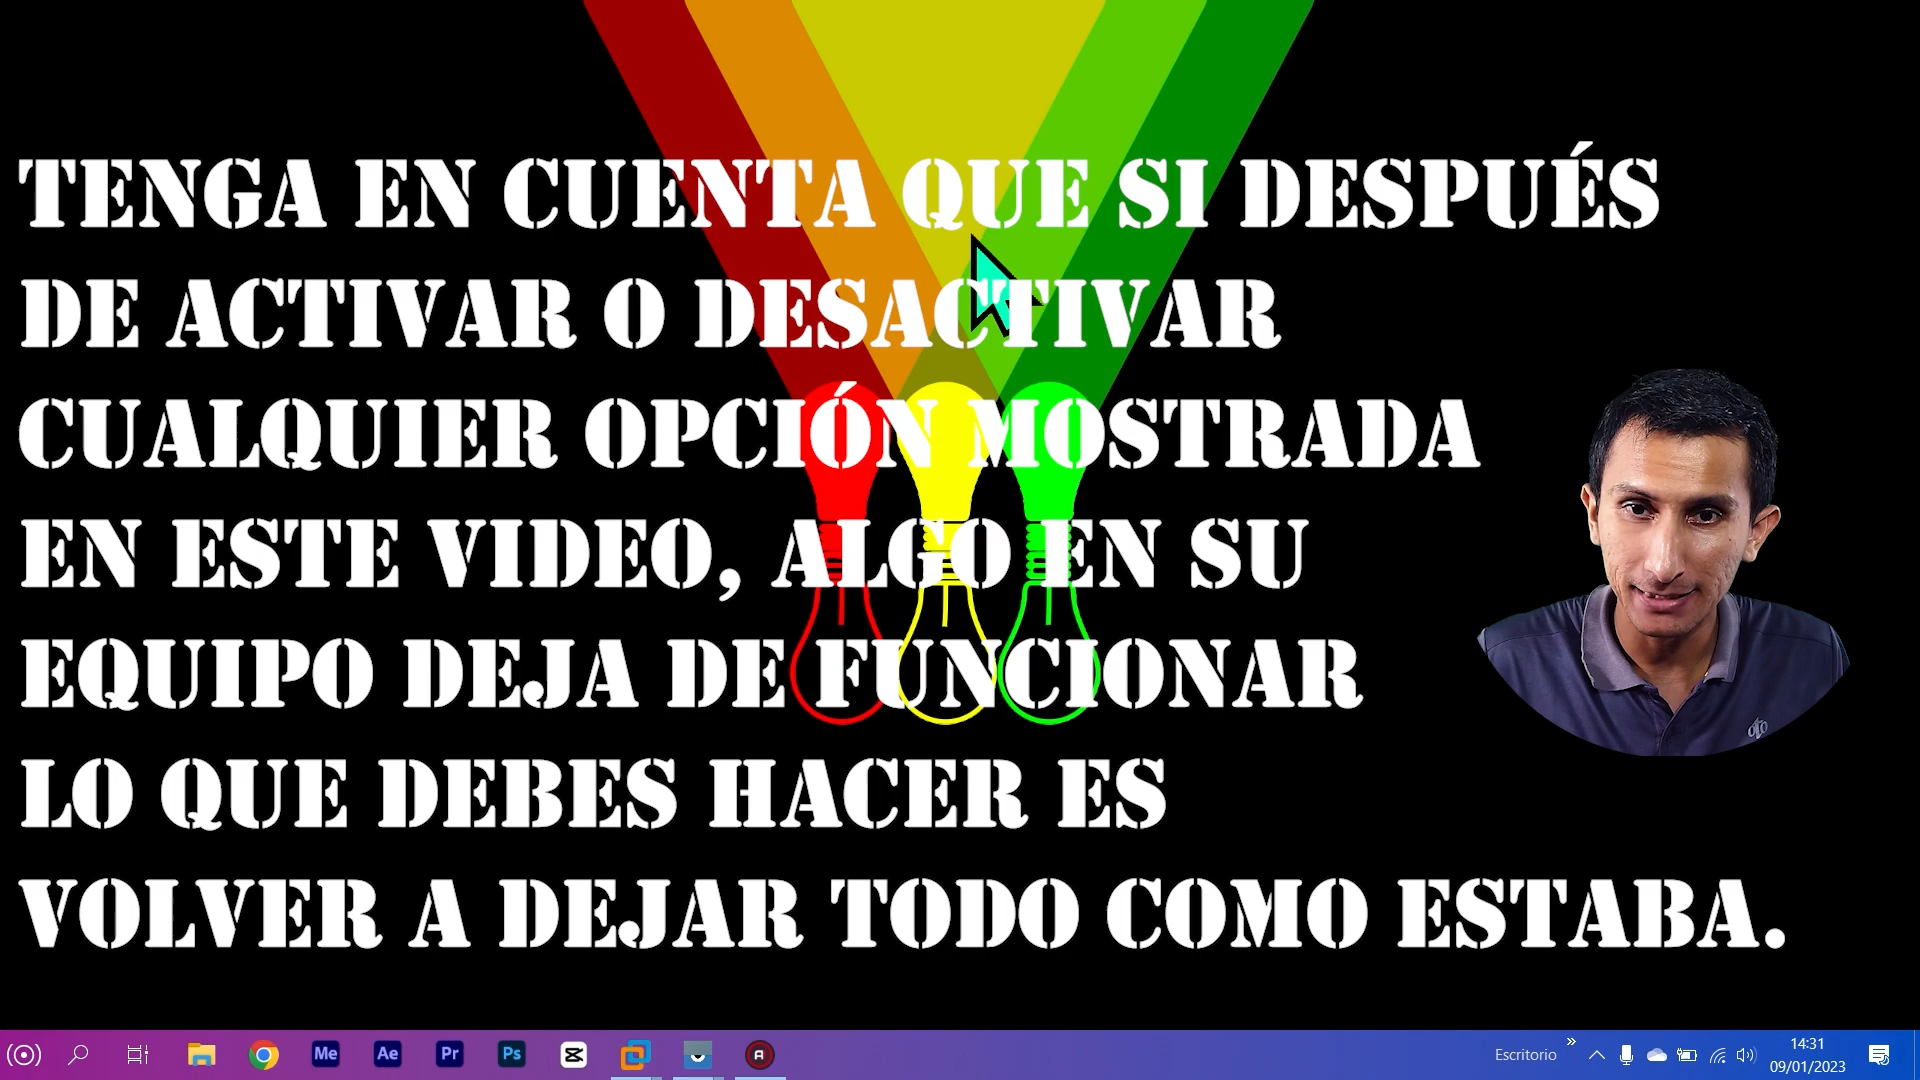 TENGA EN CUENTA QUE SI DESPUÉS
DE ACTIVAR O DESACTIVAR
CUALQUIER OPCIÓN MOSTRADA
EN ESTE VIDEO, ALGO EN SU
EQUIPO DEJA DE FUNCIONAR
LO QUE DEBES HACER ES
VOLVER A DEJAR TODO COMO ESTABA.
Me
Ae
Pr
Ps
A
Escritorio
14:31
09/01/2023